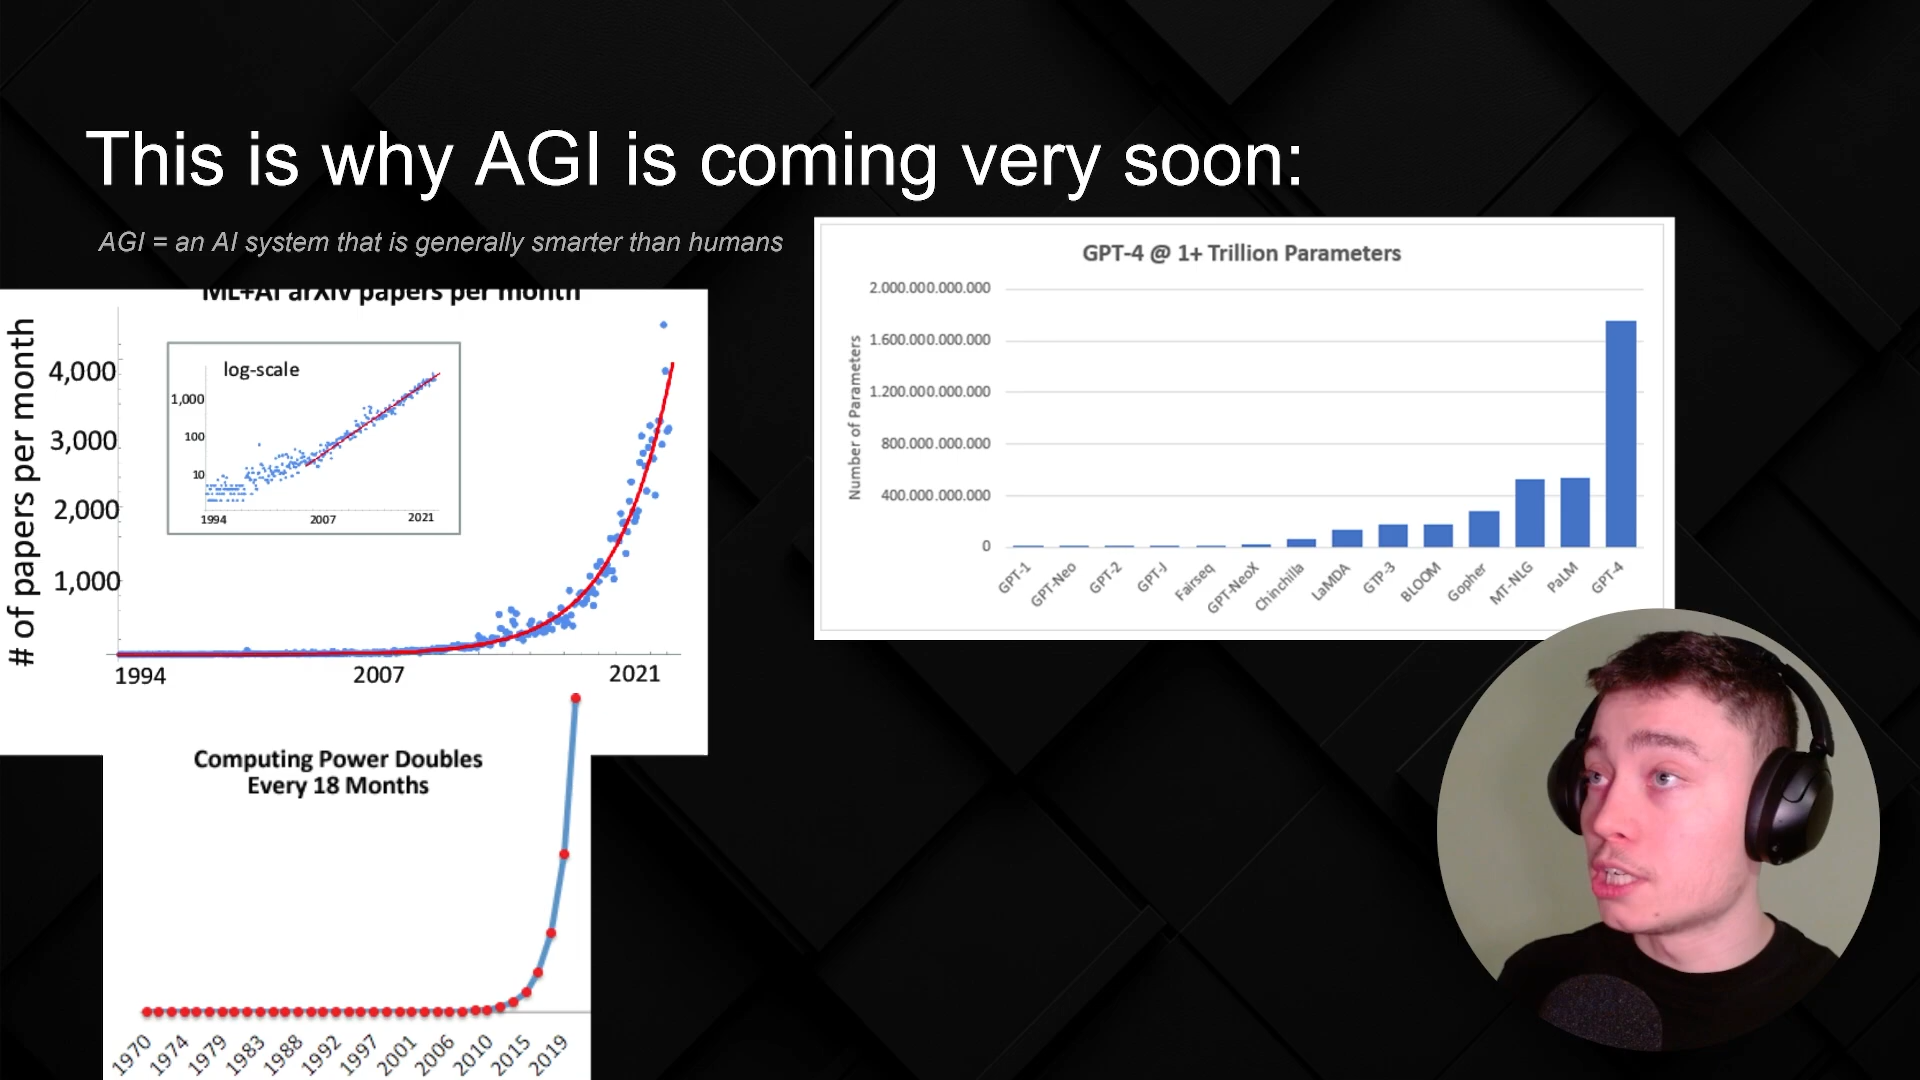 This is why AGI is coming very soon:
AGI = an AI system that is generally smarter than humans
ML+AI arXiv papers per month
# of papers per month
4,000
3,000
2,000
1,000
log-scale
1,000
100
10
1994 2007 2021
1994 2007 2021
GPT-4 @ 1+ Trillion Parameters
Number of Parameters
2.000.000.000.000
1.600.000.000.000
1.200.000.000.000
800.000.000.000
400.000.000.000
0
GPT-1 GPT-Neo GPT-2 GPT-J Fairseq GPT-NeoX Chinchilla LaMDA GTP-3 BLOOM Gopher MT-NLG PaLM GPT-4
Computing Power Doubles
Every 18 Months
1970 1974 1979 1983 1988 1992 1997 2001 2006 2010 2015 2019